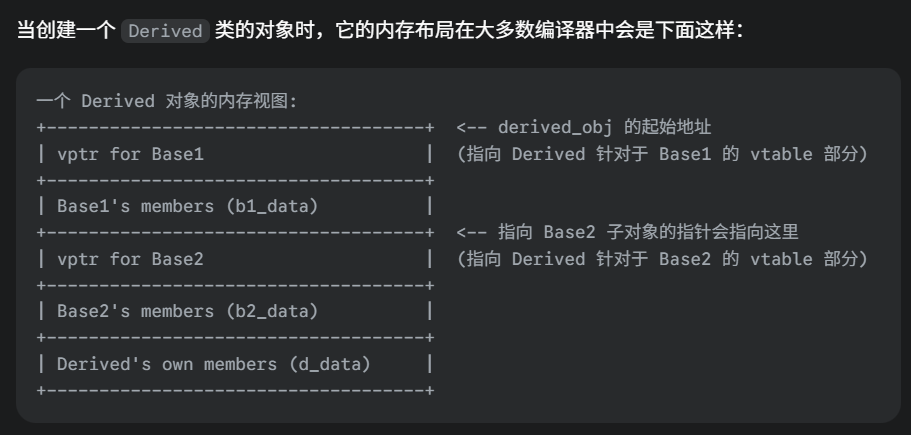 当创建一个 Derived 类的对象时，它的内存布局在大多数编译器中会是下面这样：
一个 Derived 对象的内存视图:
+-------------------------------------+  <-- derived_obj 的起始地址
| vptr for Base1                      |  (指向 Derived 针对于 Base1 的 vtable 部分)
+-------------------------------------+
| Base1's members (b1_data)           |
+-------------------------------------+  <-- 指向 Base2 子对象的指针会指向这里
| vptr for Base2                      |  (指向 Derived 针对于 Base2 的 vtable 部分)
+-------------------------------------+
| Base2's members (b2_data)           |
+-------------------------------------+
| Derived's own members (d_data)      |
+-------------------------------------+